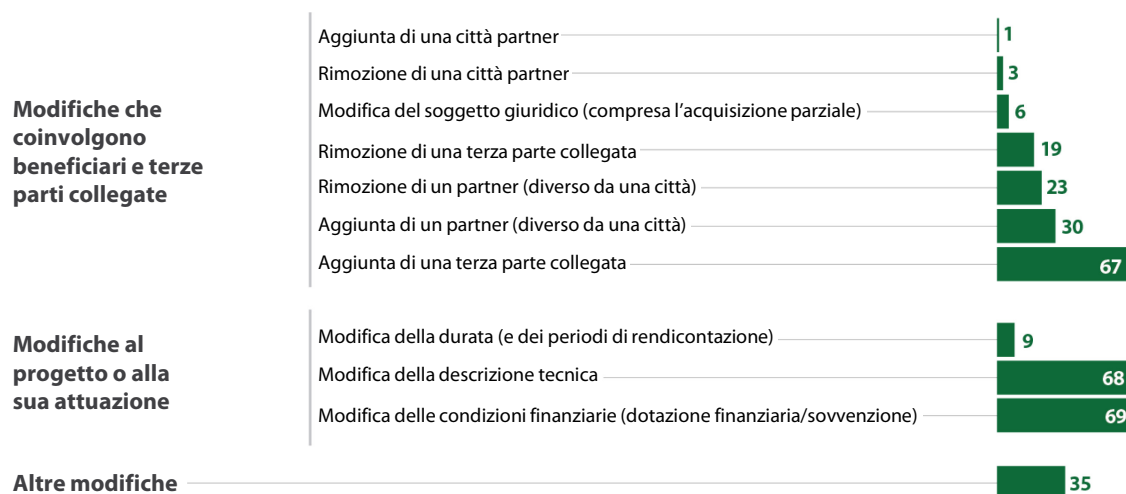 Modifiche che
coinvolgono
beneficiari e terze
parti collegate
Aggiunta di una città partner 1
Rimozione di una città partner 3
Modifica del soggetto giuridico (compresa l'acquisizione parziale) 6
Rimozione di una terza parte collegata 19
Rimozione di un partner (diverso da una città) 23
Aggiunta di un partner (diverso da una città) 30
Aggiunta di una terza parte collegata 67
Modifiche al
progetto o alla
sua attuazione
Modifica della durata (e dei periodi di rendicontazione) 9
Modifica della descrizione tecnica 68
Modifica delle condizioni finanziarie (dotazione finanziaria/sovvenzione) 69
Altre modifiche 35